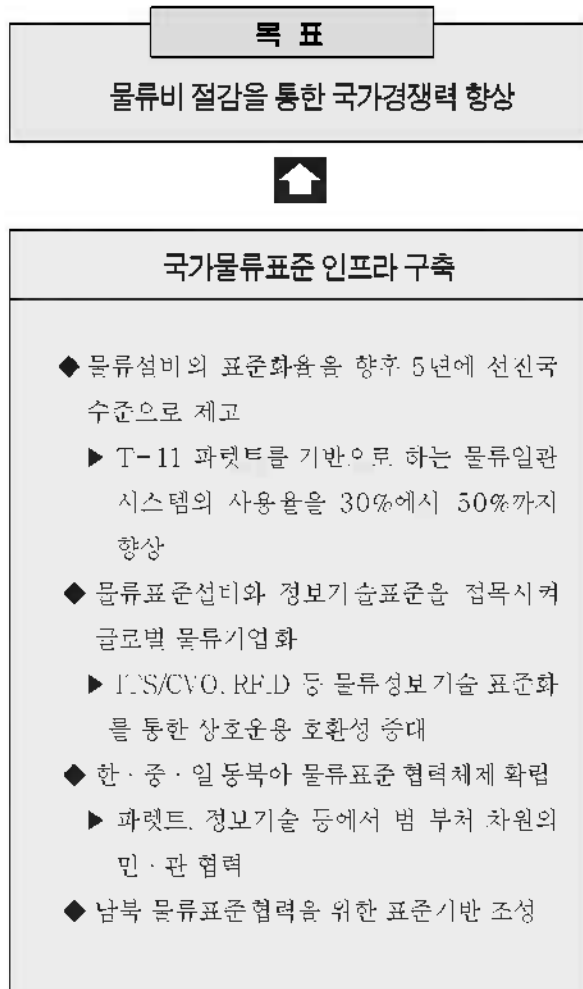 목 표
물류비 절감을 통한 국가경쟁력 향상
국가물류표준 인프라 구축
◆ 물류설비의 표준화율을 향후 5년에 선진국
수준으로 제고
▶ T-11 파렛트를 기반으로 하는 물류일관
시스템의 사용율을 30%에서 50%까지
향상
◆ 물류표준설비와 정보기술표준을 접목시켜
글로벌 물류기업화
▶ ITS/CVO, RFID 등 물류정보기술 표준화
를 통한 상호운용 호환성 증대
◆ 한·중·일 동북아 물류표준 협력체제 확립
▶ 파렛트, 정보기술 등에서 범 부처 차원의
민·관 협력
◆ 남북 물류표준협력을 위한 표준기반 조성